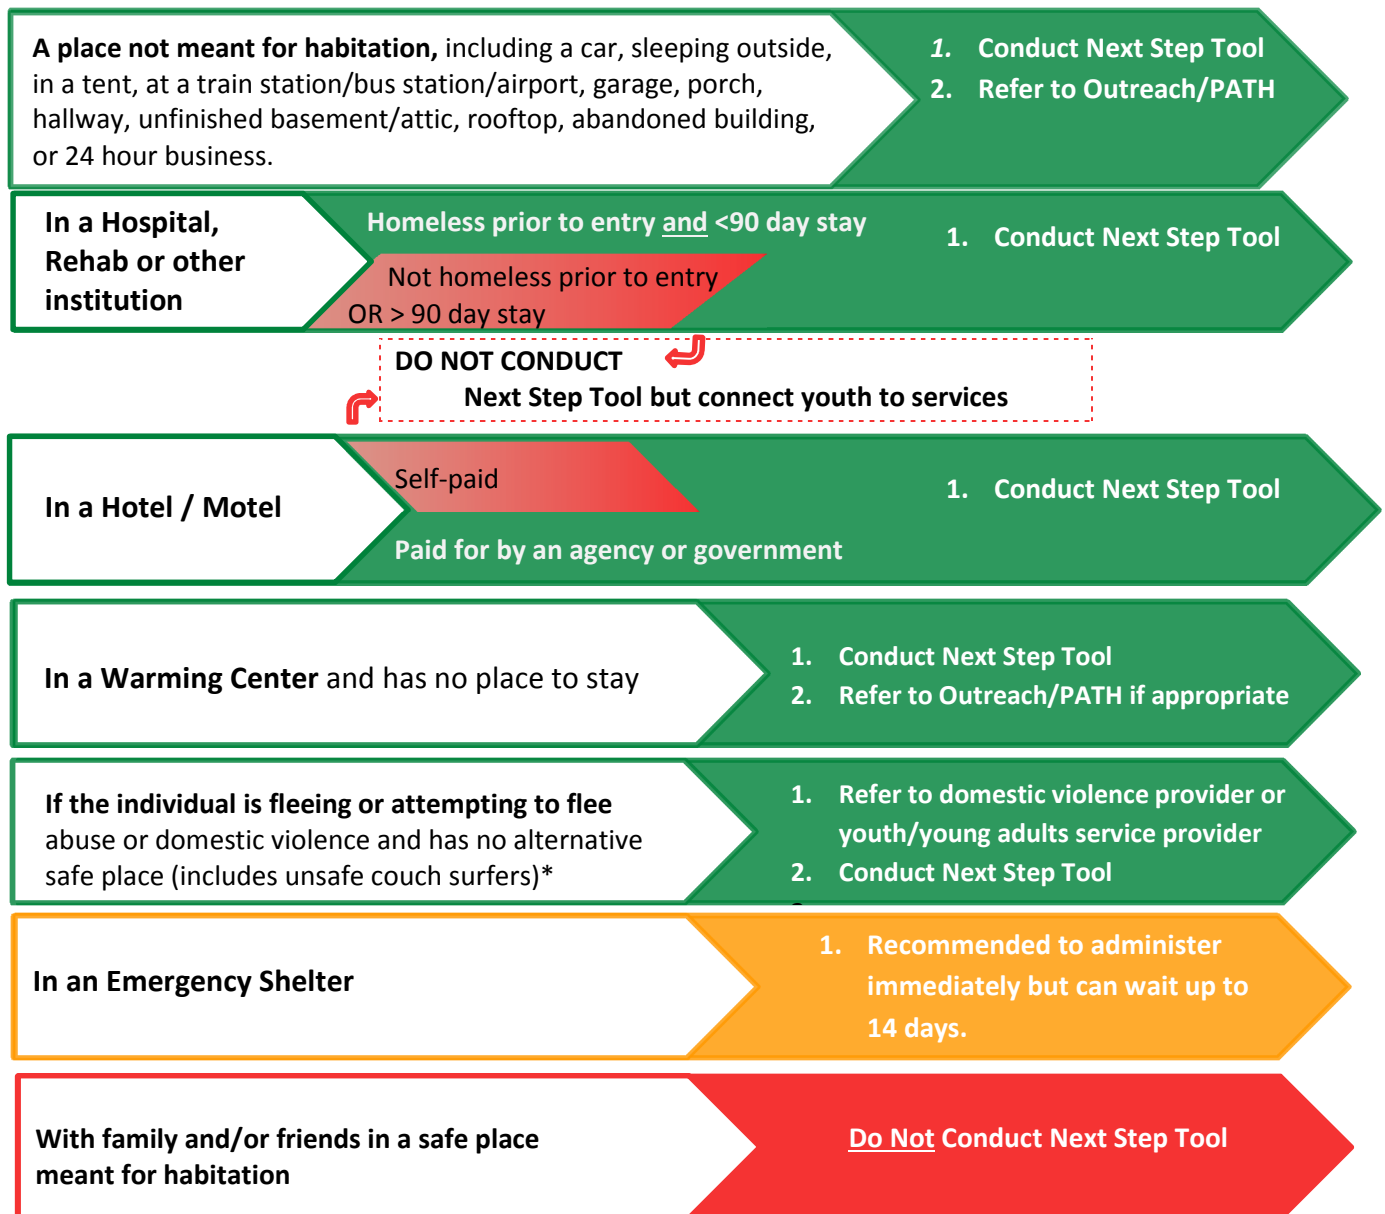 A place not meant for habitation, including a car, sleeping outside,
in a tent, at a train station/bus station/airport, garage, porch,
hallway, unfinished basement/attic, rooftop, abandoned building,
or 24 hour business.
1. Conduct Next Step Tool
2. Refer to Outreach/PATH
In a Hospital,
Rehab or other
institution
Homeless prior to entry and <90 day stay
Not homeless prior to entry
OR > 90 day stay
1. Conduct Next Step Tool
DO NOT CONDUCT
Next Step Tool but connect youth to services
In a Hotel / Motel
Self-paid
Paid for by an agency or government
1. Conduct Next Step Tool
In a Warming Center and has no place to stay
1. Conduct Next Step Tool
2. Refer to Outreach/PATH if appropriate
If the individual is fleeing or attempting to flee
abuse or domestic violence and has no alternative
safe place (includes unsafe couch surfers)*
1. Refer to domestic violence provider or
youth/young adults service provider
2. Conduct Next Step Tool
In an Emergency Shelter
1. Recommended to administer
immediately but can wait up to
14 days.
With family and/or friends in a safe place
meant for habitation
Do Not Conduct Next Step Tool